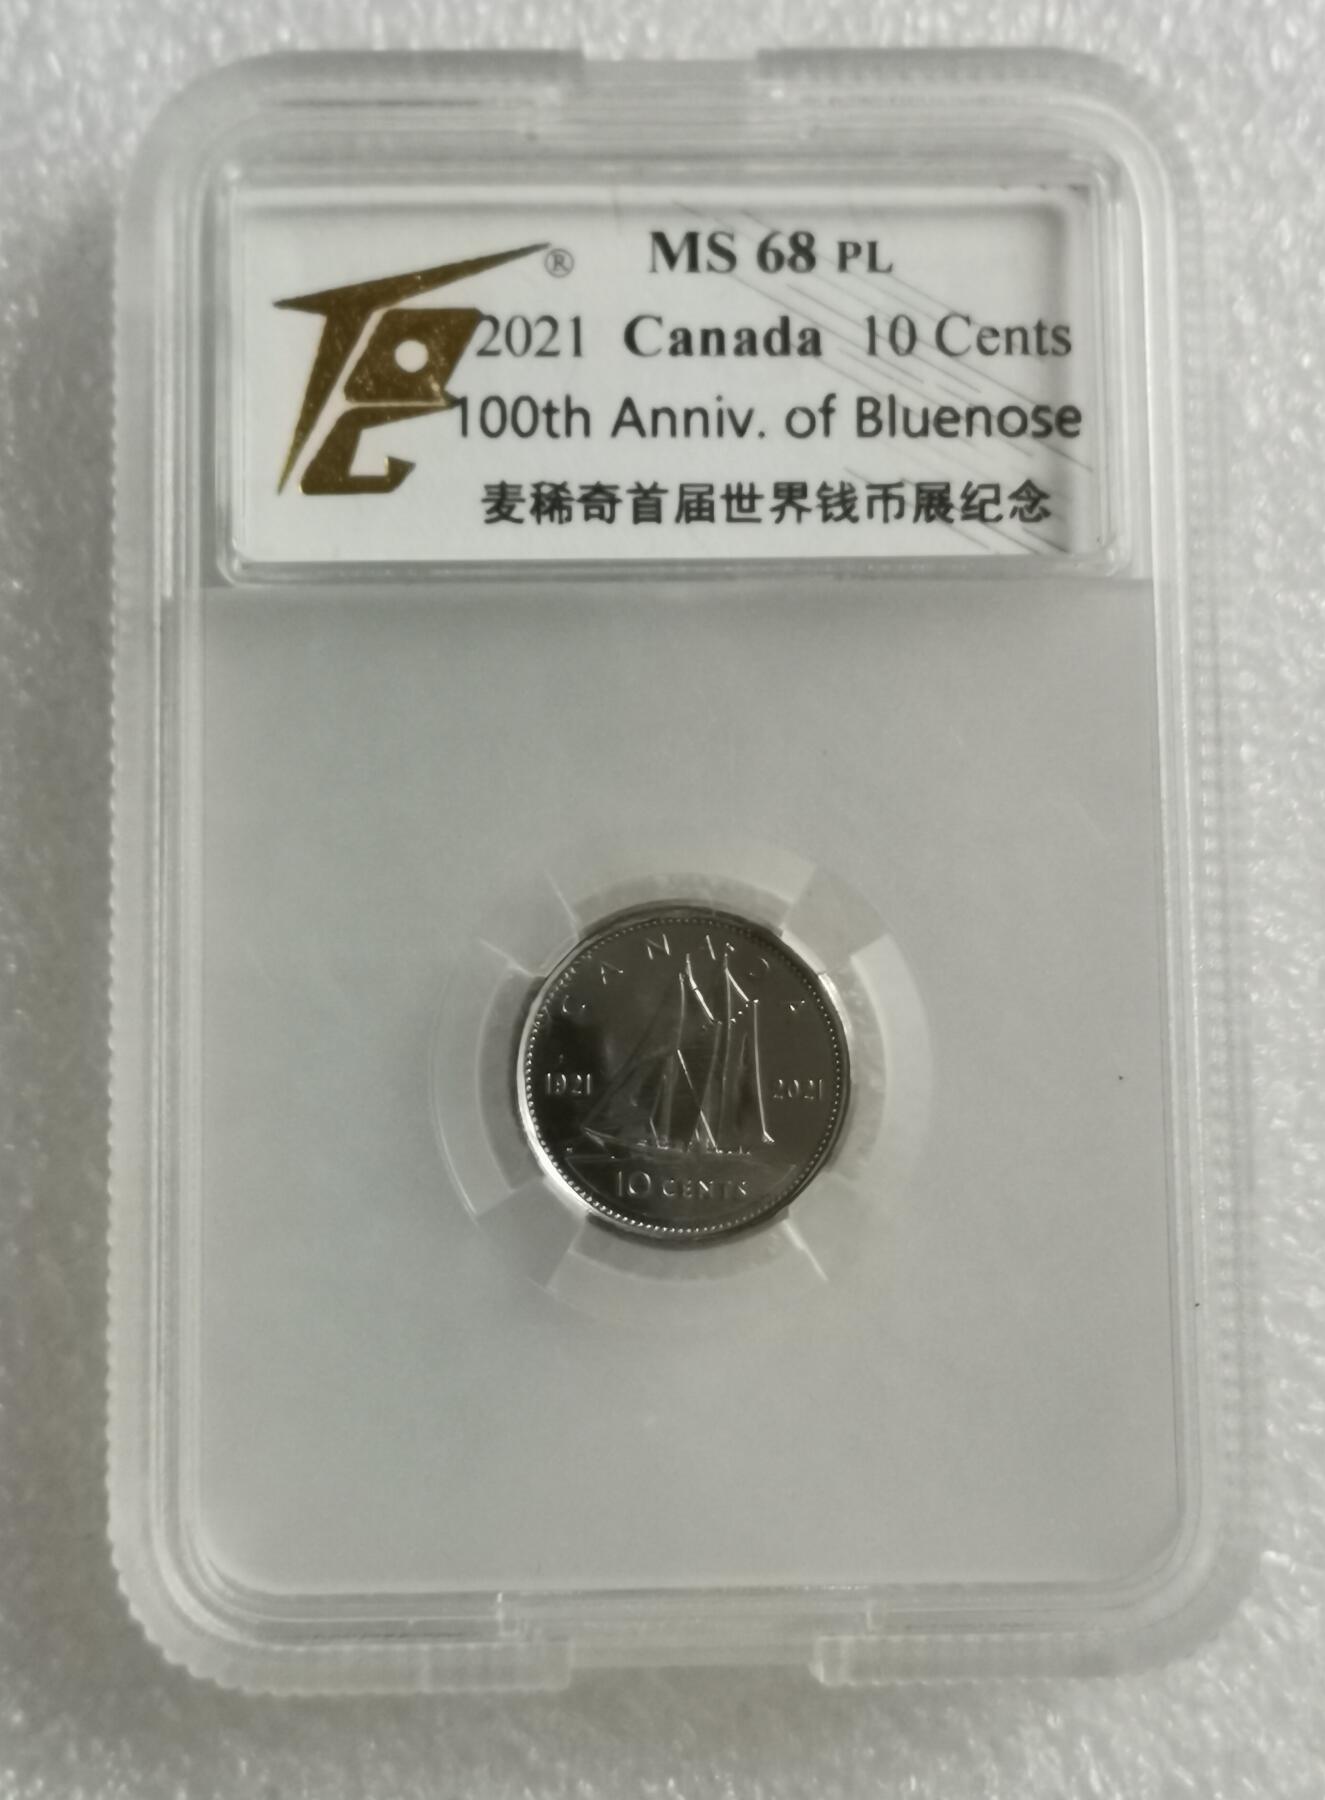 ®
MS 68 PL
2021 Canada 10 Cents
100th Anniv. of Bluenose
麦稀奇首届世界钱币展纪念
CANADA
1921 2021
10 CENTS